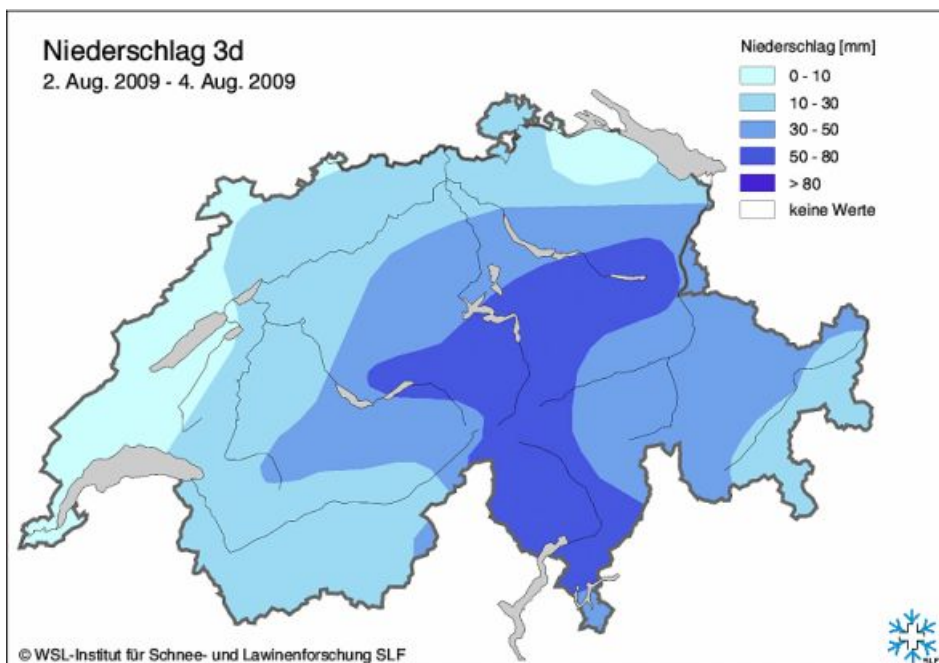 Niederschlag 3d
2. Aug. 2009 - 4. Aug. 2009
Niederschlag [mm]
0 - 10
10 - 30
30 - 50
50 - 80
> 80
keine Werte
© WSL-Institut für Schnee- und Lawinenforschung SLF
SLF